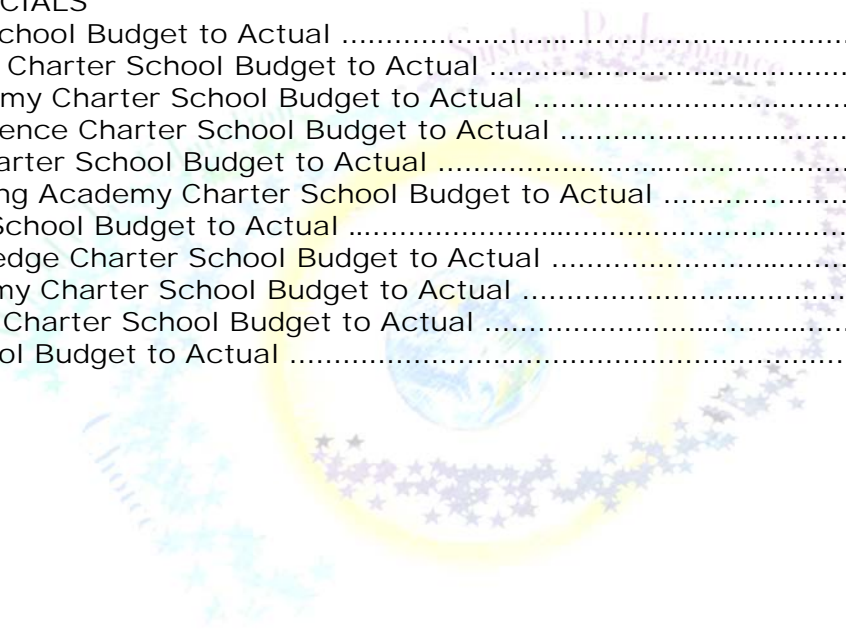 CIALS
chool Budget to Actual ...............................................................
Charter School Budget to Actual .............................................
my Charter School Budget to Actual ........................................
ence Charter School Budget to Actual .....................................
arter School Budget to Actual ...................................................
ng Academy Charter School Budget to Actual .........................
School Budget to Actual .............................................................
edge Charter School Budget to Actual ......................................
my Charter School Budget to Actual .........................................
Charter School Budget to Actual .............................................
ol Budget to Actual ....................................................................
System Performance
Choice